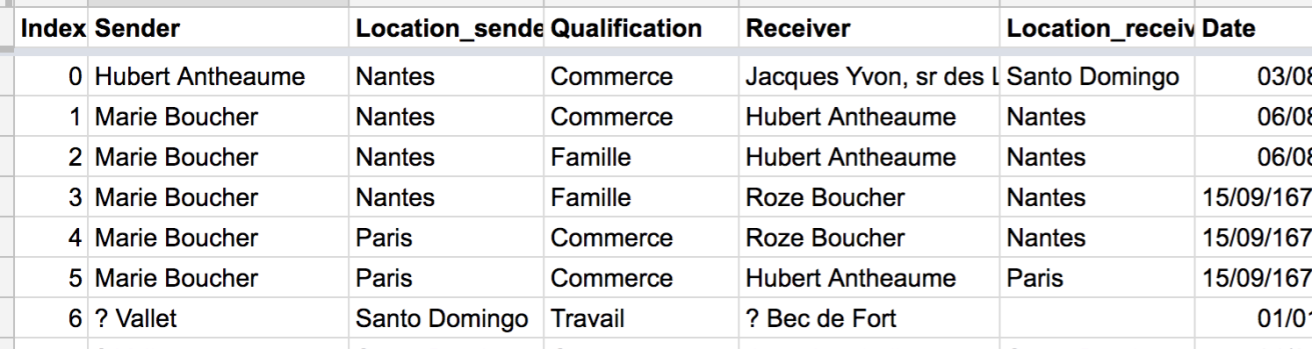 Index Sender Location_sende Qualification Receiver Location_receiv Date
0 Hubert Antheaume Nantes Commerce Jacques Yvon, sr des L Santo Domingo 03/08
1 Marie Boucher Nantes Commerce Hubert Antheaume Nantes 06/08
2 Marie Boucher Nantes Famille Hubert Antheaume Nantes 06/08
3 Marie Boucher Nantes Famille Roze Boucher Nantes 15/09/167
4 Marie Boucher Paris Commerce Roze Boucher Nantes 15/09/167
5 Marie Boucher Paris Commerce Hubert Antheaume Paris 15/09/167
6 ? Vallet Santo Domingo Travail ? Bec de Fort 01/01